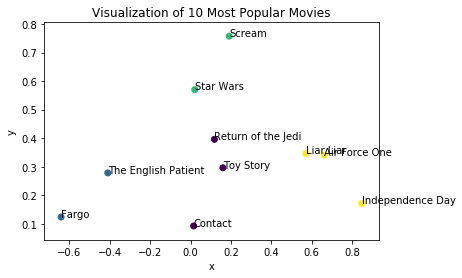 Visualization of 10 Most Popular Movies
0.8
Scream
0.7
0.6
Star Wars
0.5
y
0.4
Return of the Jedi
Liar Liar
Air Force One
0.3
The English Patient
Toy Story
0.2
Independence Day
Fargo
0.1
Contact
−0.6
−0.4
−0.2
0.0
0.2
0.4
0.6
0.8
x